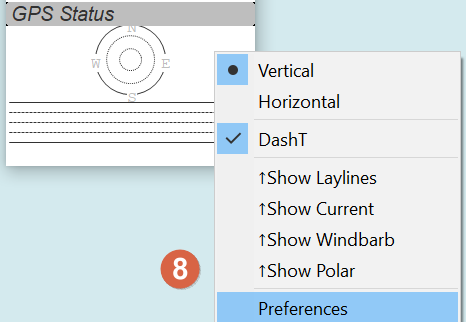 GPS Status
N
W E
S
Vertical
Horizontal
DashT
↑Show Laylines
↑Show Current
↑Show Windbarb
↑Show Polar
8
Preferences